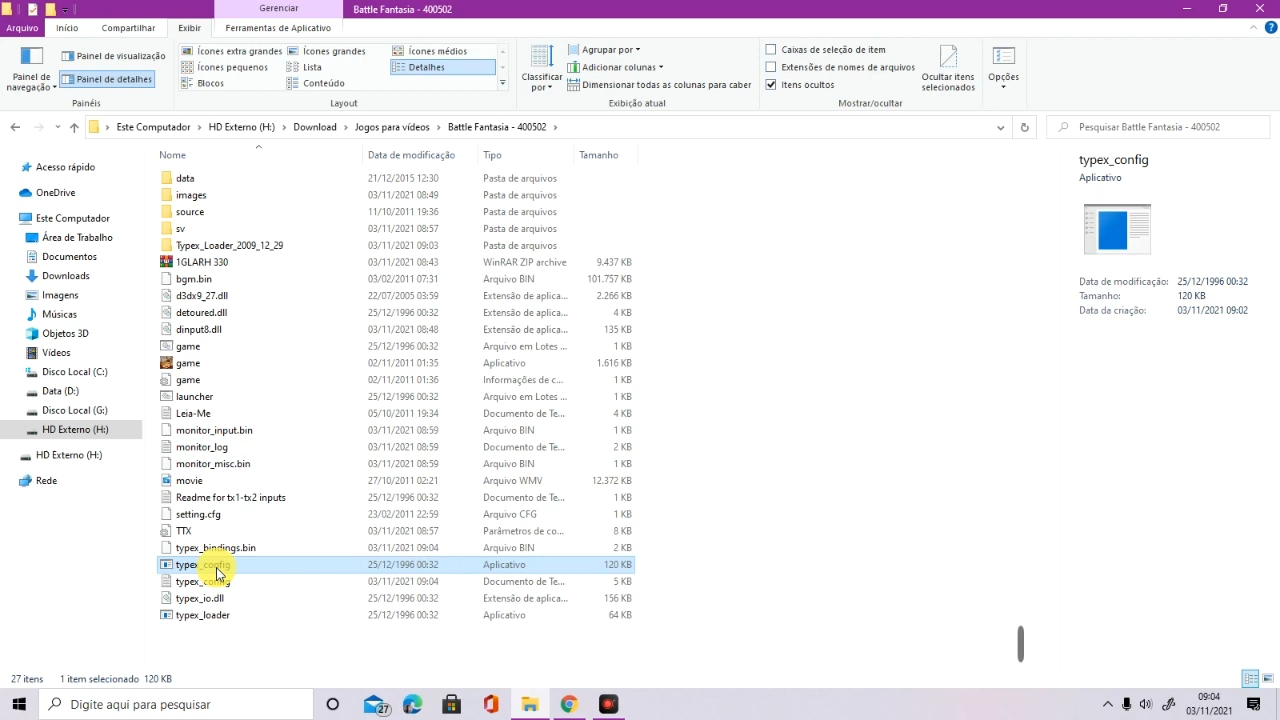 Gerenciar
Battle Fantasia - 400502
Arquivo Início Compartilhar Exibir Ferramentas de Aplicativo
Painel de navegação
Painel de visualização
Painel de detalhes
Painéis
Ícones extra grandes Ícones grandes Ícones médios
Ícones pequenos Lista Detalhes
Blocos Conteúdo
Layout
Classificar por
Agrupar por
Adicionar colunas
Dimensionar todas as colunas para caber
Exibição atual
Caixas de seleção de item
Extensões de nomes de arquivos
Itens ocultos
Ocultar itens selecionados
Mostrar/ocultar
Opções
Este Computador > HD Externo (H:) > Download > Jogos para vídeos > Battle Fantasia - 400502 >
Pesquisar Battle Fantasia - 400502
Acesso rápido
OneDrive
Este Computador
Área de Trabalho
Documentos
Downloads
Imagens
Músicas
Objetos 3D
Vídeos
Disco Local (C:)
Data (D:)
Disco Local (G:)
HD Externo (H:)
HD Externo (H:)
Rede
Nome Data de modificação Tipo Tamanho
data 21/12/2015 12:30 Pasta de arquivos
images 03/11/2021 08:49 Pasta de arquivos
source 11/10/2011 19:36 Pasta de arquivos
sv 03/11/2021 08:57 Pasta de arquivos
Typex_Loader_2009_12_29 03/11/2021 09:03 Pasta de arquivos
1GLARH 330 03/11/2021 08:43 WinRAR ZIP archive 9.437 KB
bgm.bin 03/02/2011 07:31 Arquivo BIN 101.757 KB
d3dx9_27.dll 22/07/2005 03:59 Extensão de aplica... 2.266 KB
detoured.dll 25/12/1996 00:32 Extensão de aplica... 4 KB
dinput8.dll 03/11/2021 08:48 Extensão de aplica... 135 KB
game 25/12/1996 00:32 Arquivo em Lotes ... 1 KB
game 02/11/2011 01:35 Aplicativo 1.616 KB
game 02/11/2011 01:36 Informações de c... 1 KB
launcher 25/12/1996 00:32 Arquivo em Lotes ... 1 KB
Leia-Me 05/10/2011 19:34 Documento de Te... 4 KB
monitor_input.bin 03/11/2021 08:59 Arquivo BIN 1 KB
monitor_log 03/11/2021 08:59 Documento de Te... 2 KB
monitor_misc.bin 03/11/2021 08:59 Arquivo BIN 1 KB
movie 27/10/2011 02:21 Arquivo WMV 12.372 KB
Readme for tx1-tx2 inputs 25/12/1996 00:32 Documento de Te... 1 KB
setting.cfg 23/02/2011 22:59 Arquivo CFG 1 KB
TTX 03/11/2021 08:57 Parâmetros de co... 8 KB
typex_bindings.bin 03/11/2021 09:04 Arquivo BIN 2 KB
typex_config 25/12/1996 00:32 Aplicativo 120 KB
typex_config 03/11/2021 09:04 Documento de Te... 5 KB
typex_io.dll 25/12/1996 00:32 Extensão de aplica... 156 KB
typex_loader 25/12/1996 00:32 Aplicativo 64 KB
typex_config
Aplicativo
Data de modificação: 25/12/1996 00:32
Tamanho: 120 KB
Data da criação: 03/11/2021 09:02
27 itens 1 item selecionado 120 KB
Digite aqui para pesquisar
27
09:04
03/11/2021